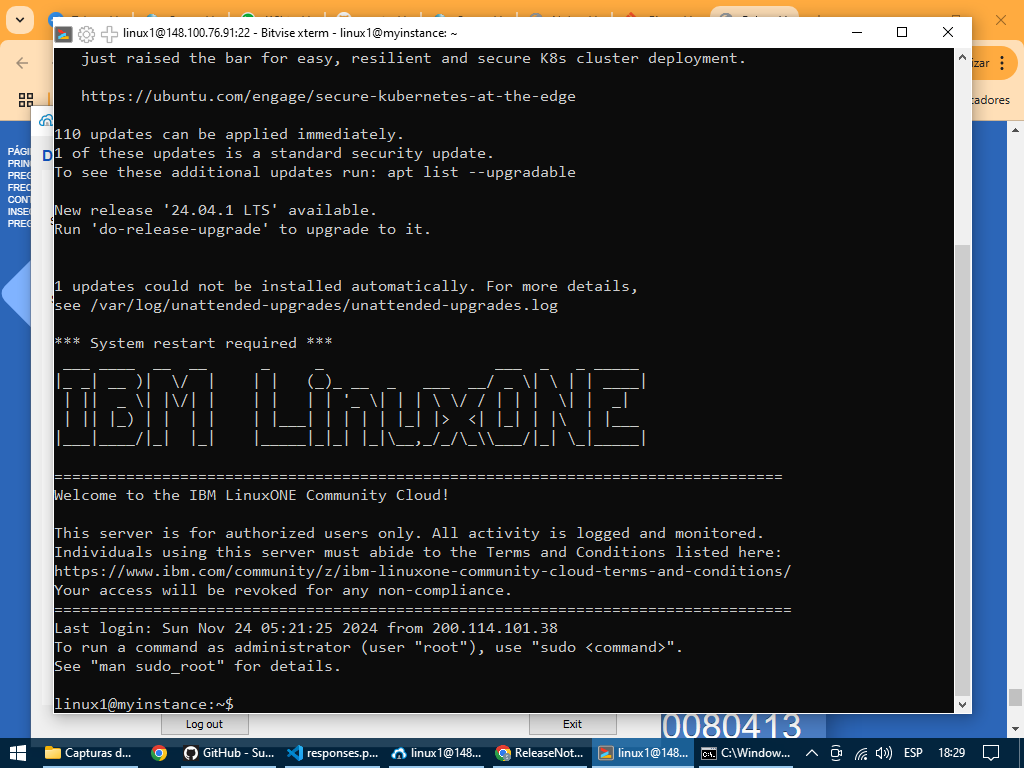 linux1@148.100.76.91:22 - Bitvise xterm - linux1@myinstance: ~
just raised the bar for easy, resilient and secure K8s cluster deployment.
https://ubuntu.com/engage/secure-kubernetes-at-the-edge
110 updates can be applied immediately.
1 of these updates is a standard security update.
To see these additional updates run: apt list --upgradable
New release '24.04.1 LTS' available.
Run 'do-release-upgrade' to upgrade to it.
1 updates could not be installed automatically. For more details,
see /var/log/unattended-upgrades/unattended-upgrades.log
*** System restart required ***
IBM LinuxONE
================================================================================
Welcome to the IBM LinuxONE Community Cloud!
This server is for authorized users only. All activity is logged and monitored.
Individuals using this server must abide to the Terms and Conditions listed here:
https://www.ibm.com/community/z/ibm-linuxone-community-cloud-terms-and-conditions/
Your access will be revoked for any non-compliance.
==================================================================================
Last login: Sun Nov 24 05:21:25 2024 from 200.114.101.38
To run a command as administrator (user "root"), use "sudo <command>".
See "man sudo_root" for details.
linux1@myinstance:~$
Log out
Exit
0080413
Capturas d...
GitHub - Su...
responses.p...
linux1@148...
ReleaseNot...
linux1@148...
C:\Window...
ESP
18:29